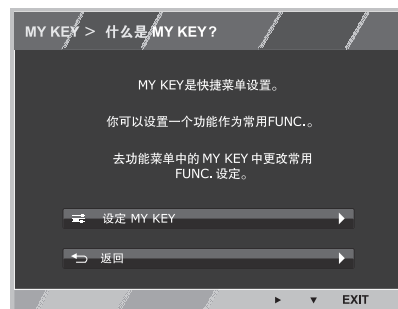 MY KEY > 什么是MY KEY?
MY KEY是快捷菜单设置。
你可以设置一个功能作为常用FUNC.。
去功能菜单中的 MY KEY 中更改常用
FUNC. 设定。
设定 MY KEY
返回
EXIT